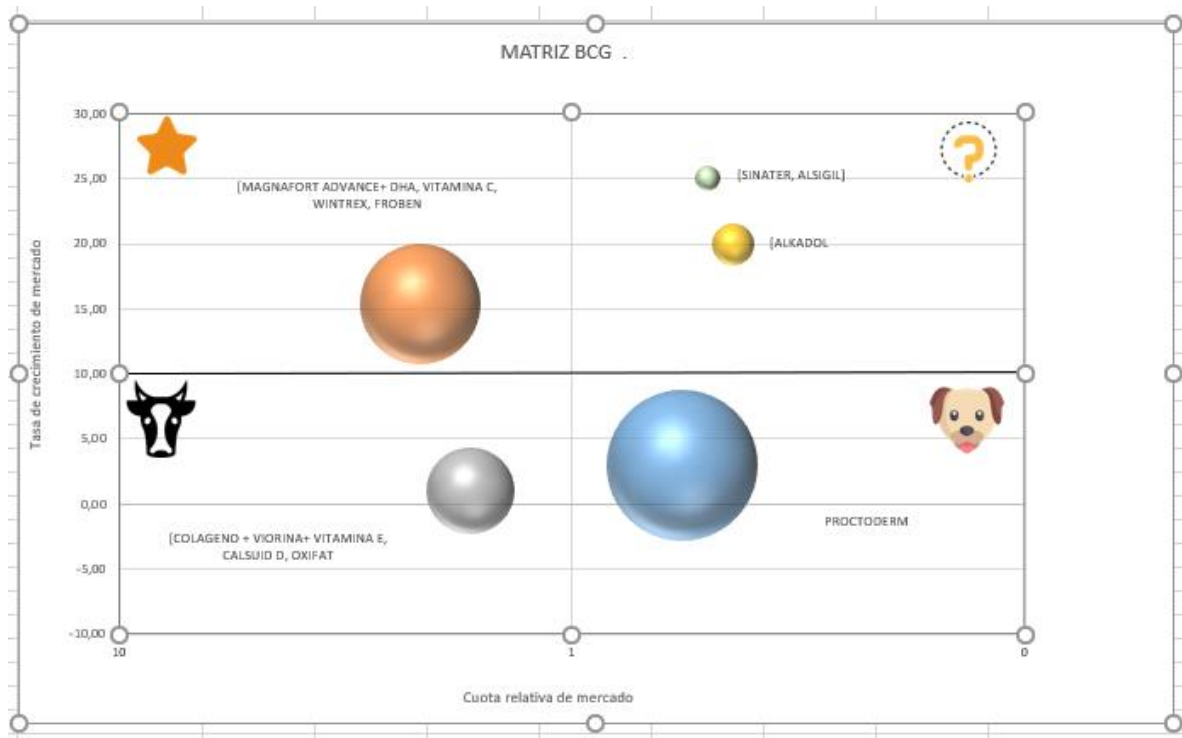 MATRIZ BCG .
30,00
25,00
20,00
15,00
10,00
5,00
0,00
-5,00
-10,00
Tasa de crecimiento de mercado
[MAGNAFORT ADVANCE+ DHA, VITAMINA C,
WINTREX, FROBEN
[SINATER, ALSIGIL]
?
[ALKADOL
[COLAGENO + VIORINA+ VITAMINA E,
CALSUID D, OXIFAT
PROCTODERM
10
1
0
Cuota relativa de mercado